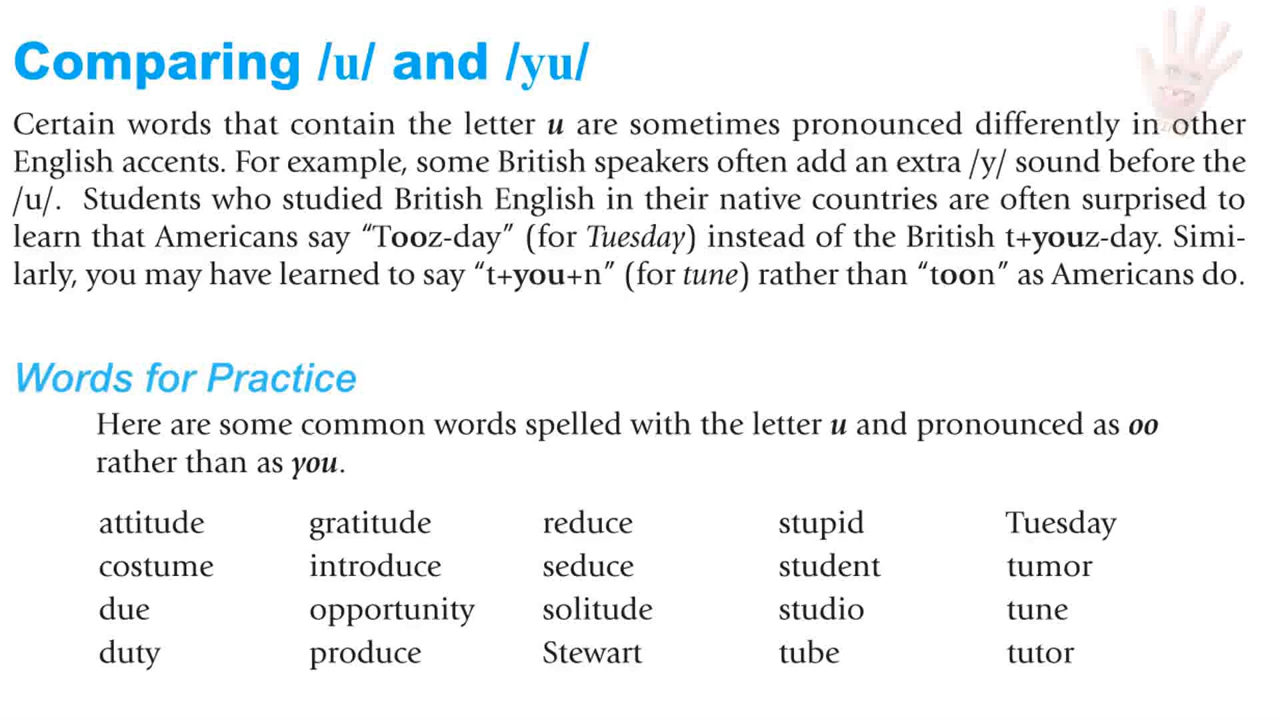 Comparing /u/ and /yu/
Certain words that contain the letter u are sometimes pronounced differently in other
English accents. For example, some British speakers often add an extra /y/ sound before the
/u/. Students who studied British English in their native countries are often surprised to
learn that Americans say “Tooz-day” (for Tuesday) instead of the British t+youz-day. Simi-
larly, you may have learned to say “t+you+n” (for tune) rather than “toon” as Americans do.
Words for Practice
Here are some common words spelled with the letter u and pronounced as oo
rather than as you.
attitude gratitude reduce stupid Tuesday
costume introduce seduce student tumor
due opportunity solitude studio tune
duty produce Stewart tube tutor